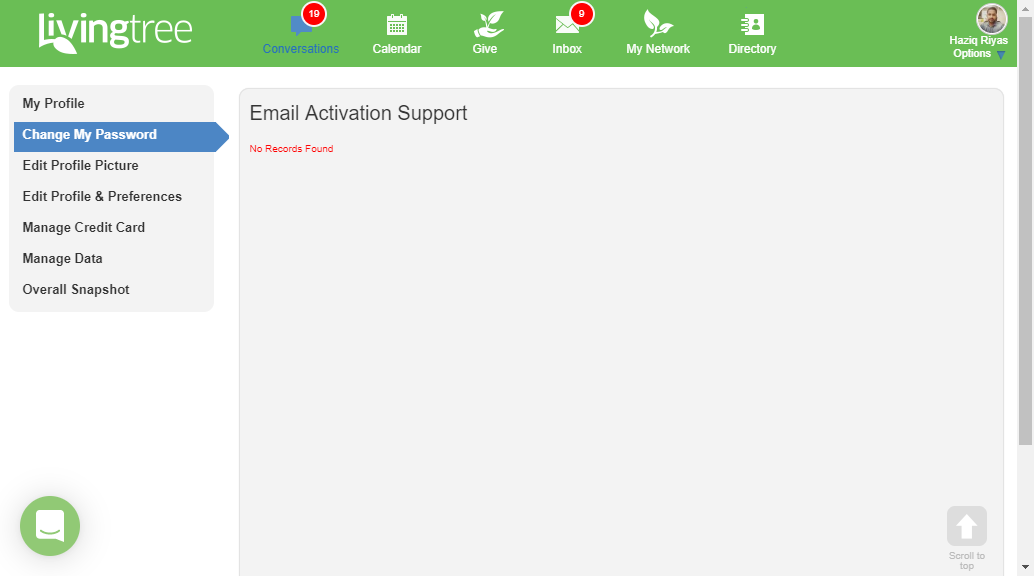 livingtree
19
9
Conversations
Calendar
Give
Inbox
My Network
Directory
Haziq Riyas
Options
My Profile
Change My Password
Edit Profile Picture
Edit Profile & Preferences
Manage Credit Card
Manage Data
Overall Snapshot
Email Activation Support
No Records Found
Scroll to
top